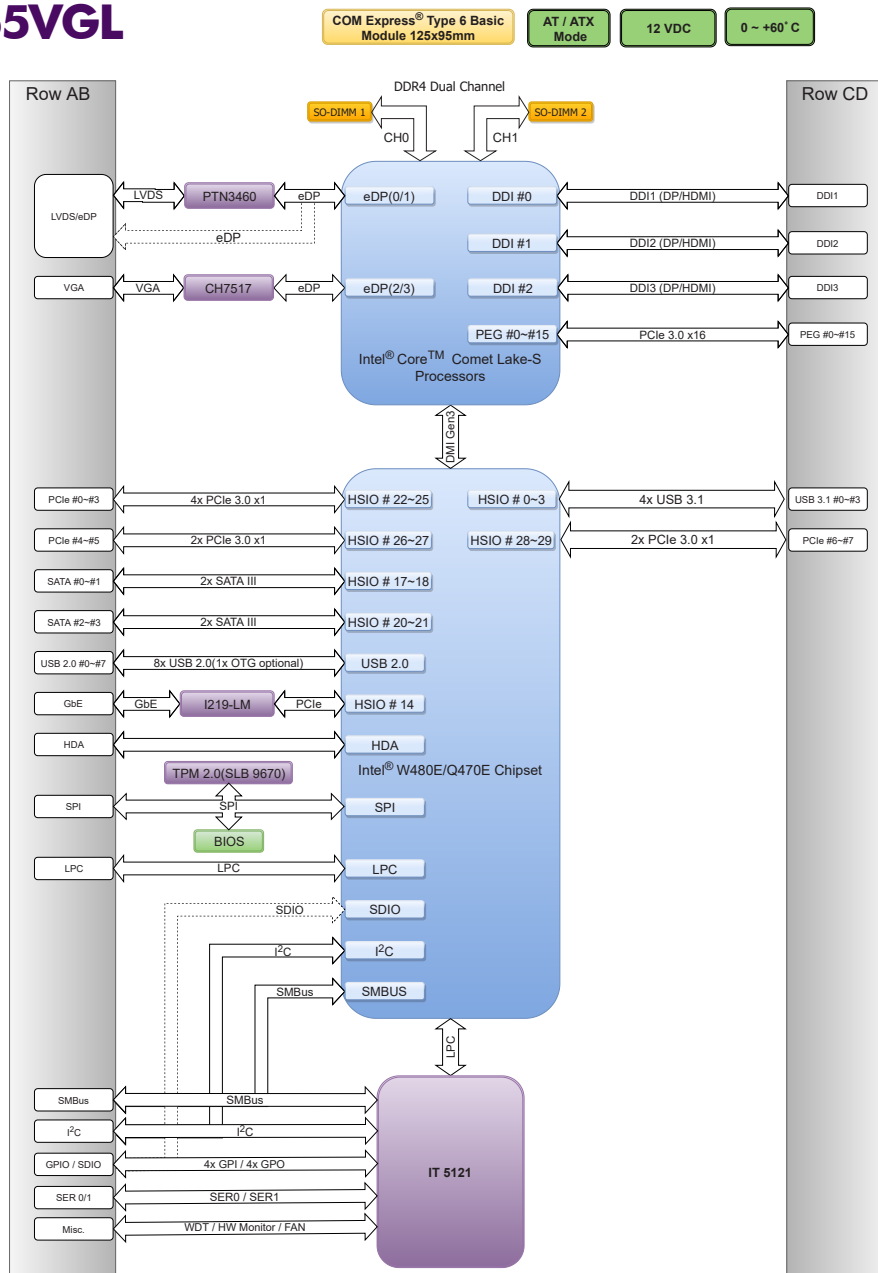 55VGL
COM Express® Type 6 Basic
Module 125x95mm
AT / ATX
Mode
12 VDC
0 ~ +60° C
Row AB
Row CD
DDR4 Dual Channel
SO-DIMM 1
SO-DIMM 2
CH0
CH1
LVDS/eDP
LVDS
PTN3460
eDP
eDP(0/1)
DDI #0
DDI1 (DP/HDMI)
DDI1
eDP
DDI #1
DDI2 (DP/HDMI)
DDI2
VGA
VGA
CH7517
eDP
eDP(2/3)
DDI #2
DDI3 (DP/HDMI)
DDI3
PEG #0~#15
PCIe 3.0 x16
PEG #0~#15
Intel® Core™ Comet Lake-S
Processors
DMI Gen3
PCIe #0~#3
4x PCIe 3.0 x1
HSIO # 22~25
HSIO # 0~3
4x USB 3.1
USB 3.1 #0~#3
PCIe #4~#5
2x PCIe 3.0 x1
HSIO # 26~27
HSIO # 28~29
2x PCIe 3.0 x1
PCIe #6~#7
SATA #0~#1
2x SATA III
HSIO # 17~18
SATA #2~#3
2x SATA III
HSIO # 20~21
USB 2.0 #0~#7
8x USB 2.0(1x OTG optional)
USB 2.0
GbE
GbE
I219-LM
PCIe
HSIO # 14
HDA
HDA
Intel® W480E/Q470E Chipset
TPM 2.0(SLB 9670)
SPI
SPI
SPI
BIOS
LPC
LPC
LPC
SDIO
SDIO
I²C
I²C
SMBus
SMBUS
LPC
SMBus
SMBus
I²C
I²C
GPIO / SDIO
4x GPI / 4x GPO
IT 5121
SER 0/1
SER0 / SER1
Misc.
WDT / HW Monitor / FAN